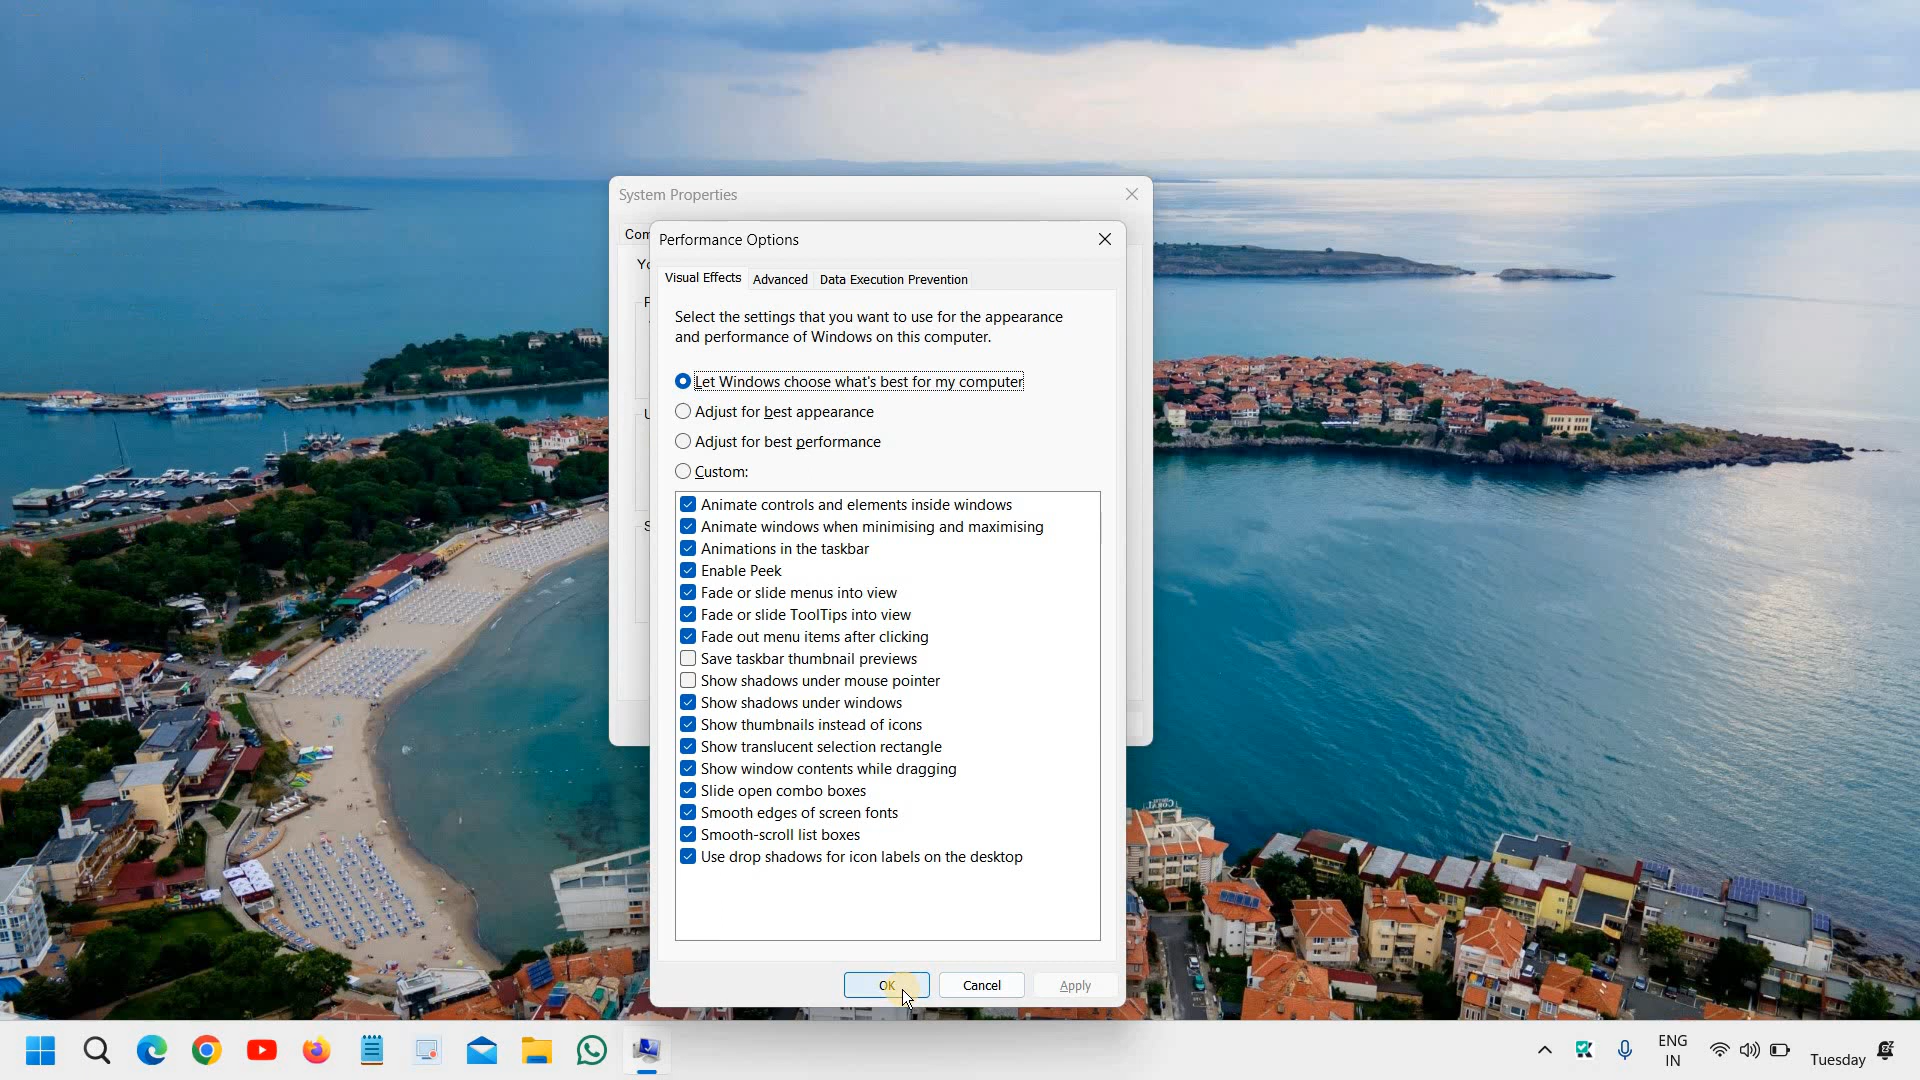 System Properties
Com
Yo
Performance Options
Visual Effects
Advanced
Data Execution Prevention
Select the settings that you want to use for the appearance
and performance of Windows on this computer.
Let Windows choose what's best for my computer
Adjust for best appearance
Adjust for best performance
Custom:
Animate controls and elements inside windows
Animate windows when minimising and maximising
Animations in the taskbar
Enable Peek
Fade or slide menus into view
Fade or slide ToolTips into view
Fade out menu items after clicking
Save taskbar thumbnail previews
Show shadows under mouse pointer
Show shadows under windows
Show thumbnails instead of icons
Show translucent selection rectangle
Show window contents while dragging
Slide open combo boxes
Smooth edges of screen fonts
Smooth-scroll list boxes
Use drop shadows for icon labels on the desktop
OK
Cancel
Apply
ENG
IN
Tuesday